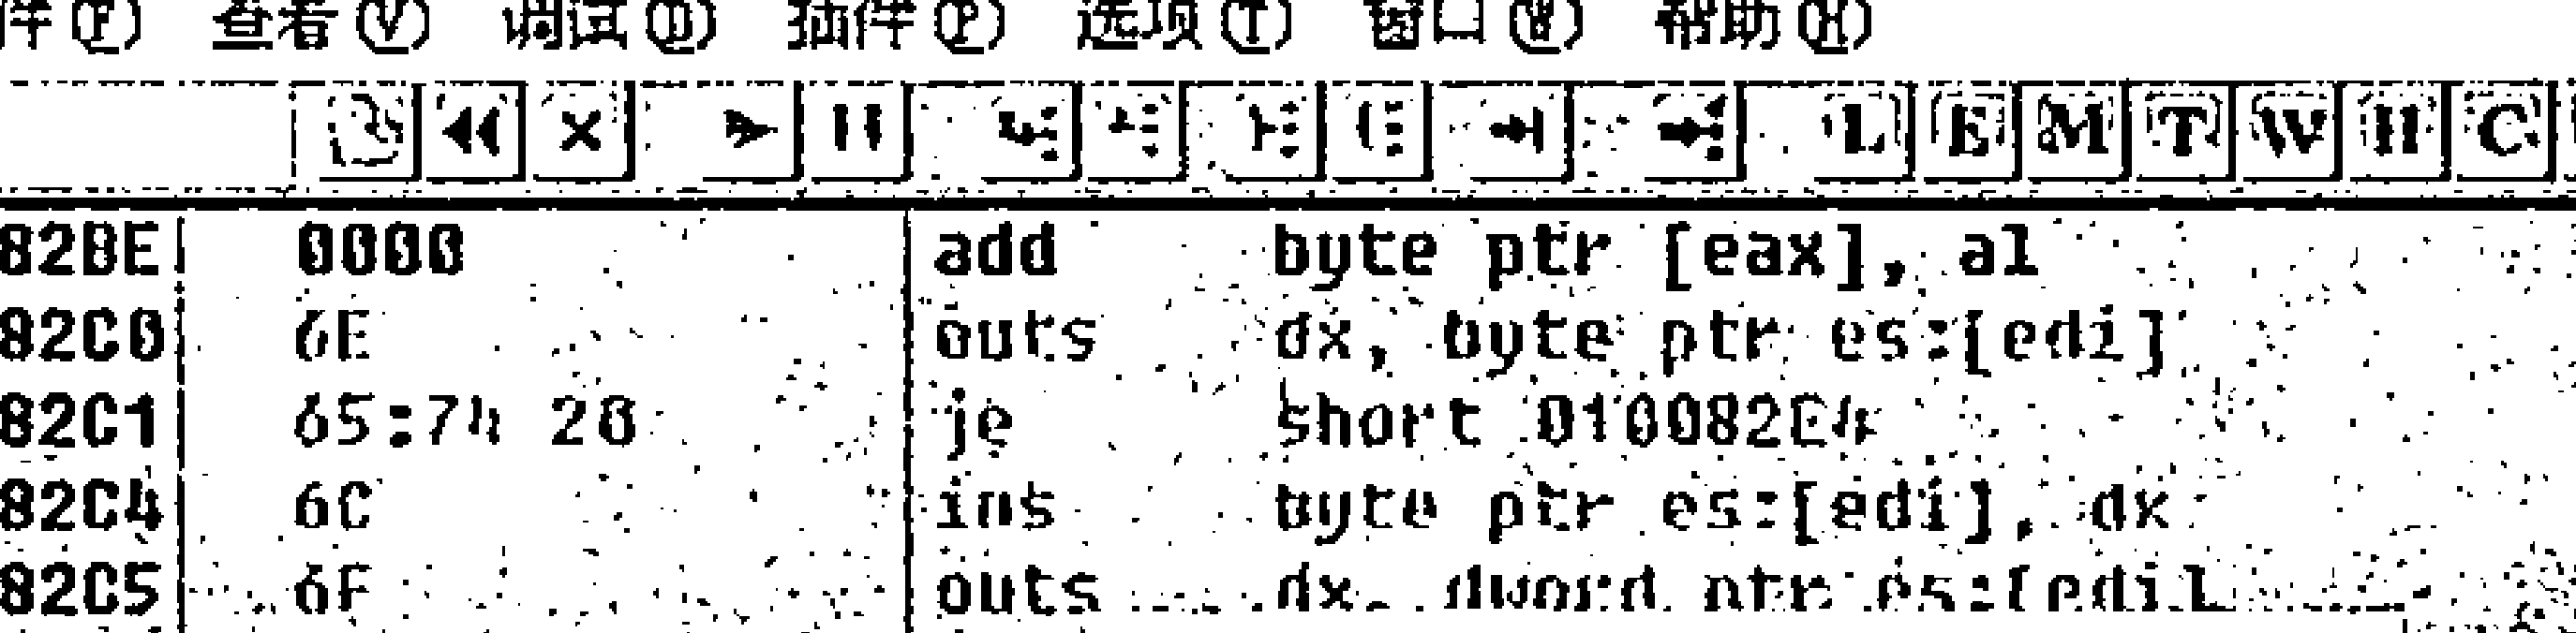 件(F) 查看(V) 调试(D) 插件(P) 选项(T) 窗口(W) 帮助(H)
L E M T W H C
82BE 0000 add byte ptr [eax], al
82C0 6E outs dx, byte ptr es:[edi]
82C1 65:74 20 je short 010082E4
82C4 6C ins byte ptr es:[edi], dx
82C5 6F outs dx, dword ptr es:[edi]